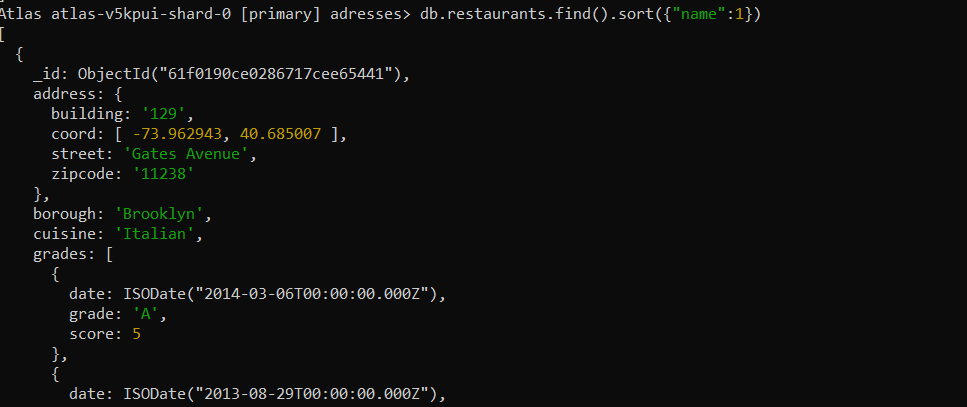 Atlas atlas-v5kpui-shard-0 [primary] adresses> db.restaurants.find().sort({"name":1})
[
  {
    _id: ObjectId("61f0190ce0286717cee65441"),
    address: {
      building: '129',
      coord: [ -73.962943, 40.685007 ],
      street: 'Gates Avenue',
      zipcode: '11238'
    },
    borough: 'Brooklyn',
    cuisine: 'Italian',
    grades: [
      {
        date: ISODate("2014-03-06T00:00:00.000Z"),
        grade: 'A',
        score: 5
      },
      {
        date: ISODate("2013-08-29T00:00:00.000Z"),